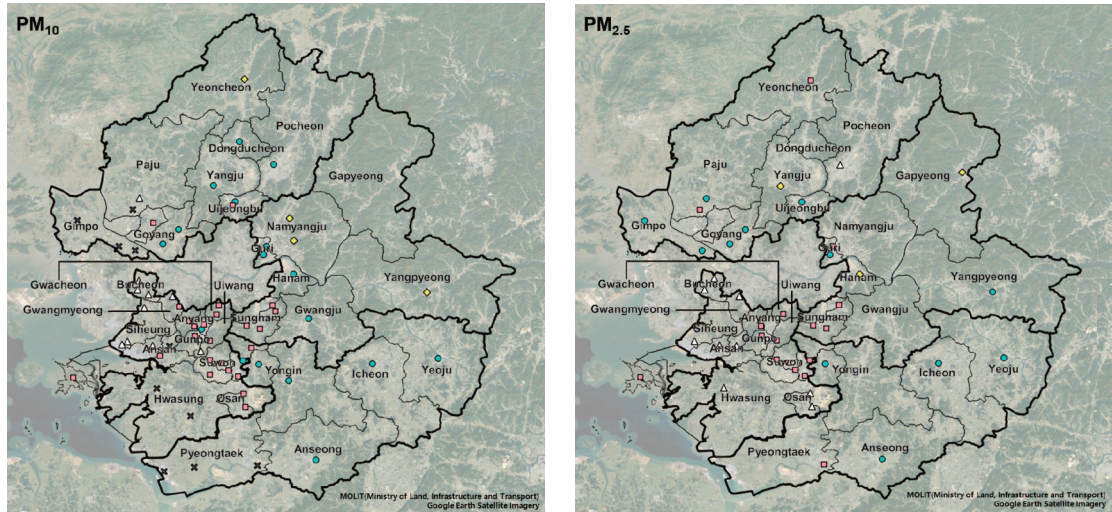 PM10
Yeoncheon
Pocheon
Dongducheon
Paju
Yangju
Gapyeong
Uijeongbu
Gimpo
Goyang
Namyangju
Guri
Hanam
Gwacheon
Bucheon
Uiwang
Yangpyeong
Gwangmyeong
Anyang
Sungham
Gwangju
Siheung
Gunpo
Ansan
Suwon
Yongin
Icheon
Yeoju
Hwasung
Osan
Anseong
Pyeongtaek
MOLIT(Ministry of Land, Infrastructure and Transport)
Google Earth Satellite Imagery
PM2.5
Yeoncheon
Pocheon
Dongducheon
Paju
Yangju
Gapyeong
Uijeongbu
Gimpo
Goyang
Namyangju
Guri
Hanam
Gwacheon
Bucheon
Uiwang
Yangpyeong
Gwangmyeong
Anyang
Sungham
Gwangju
Siheung
Gunpo
Ansan
Suwon
Yongin
Icheon
Yeoju
Hwasung
Osan
Anseong
Pyeongtaek
MOLIT(Ministry of Land, Infrastructure and Transport)
Google Earth Satellite Imagery